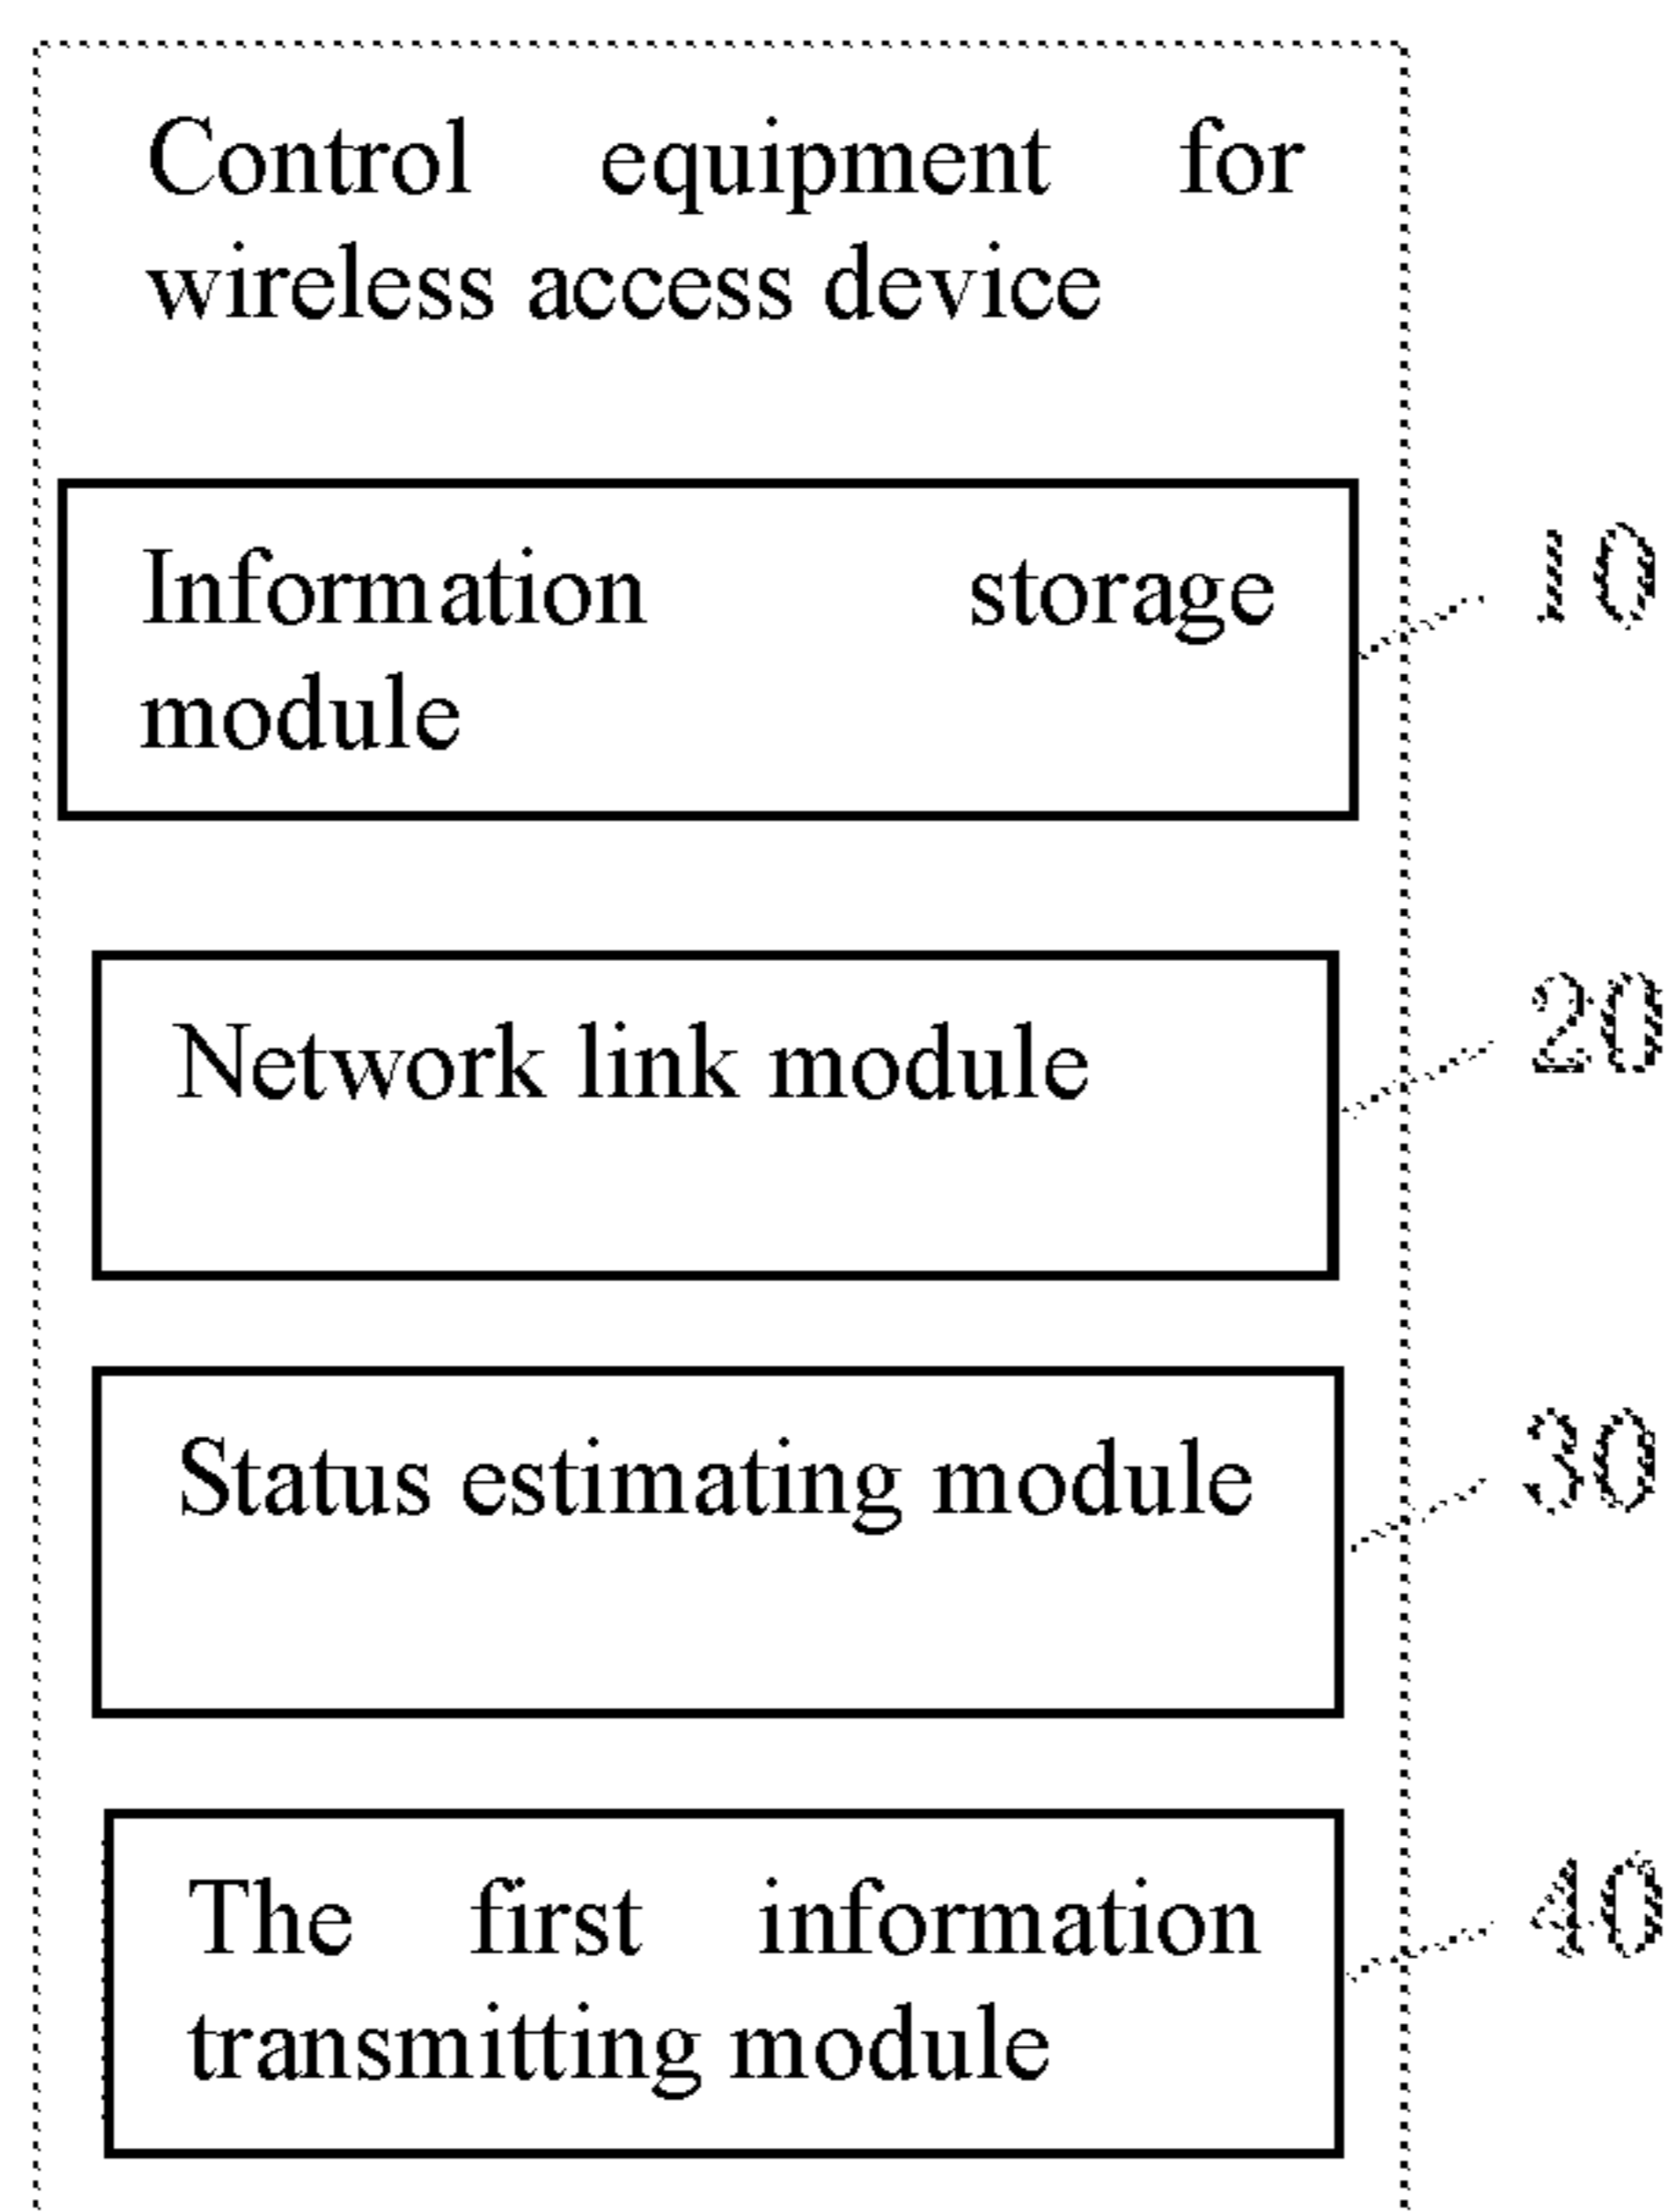 Control equipment for
wireless access device
Information storage
module
10
Network link module
20
Status estimating module
30
The first information
transmitting module
40